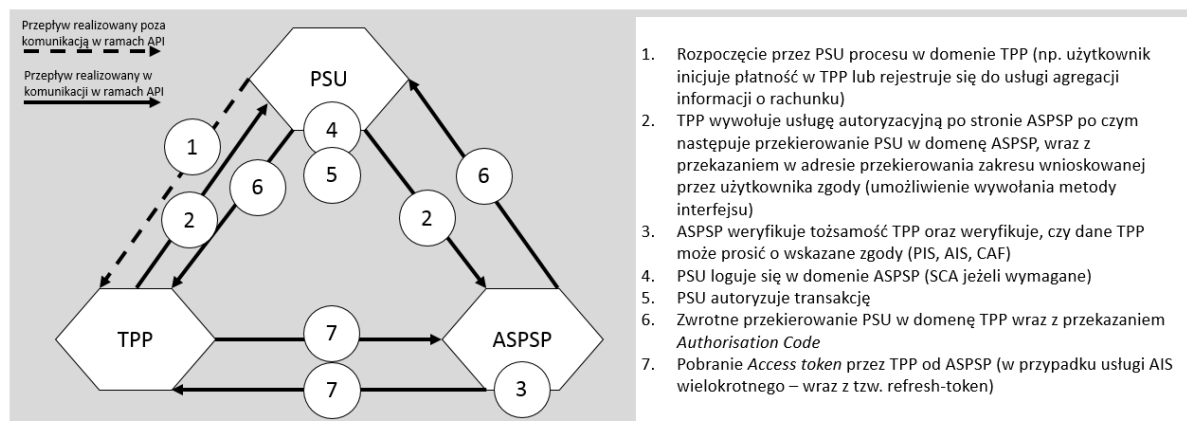 Przepływ realizowany poza
komunikacją w ramach API
Przepływ realizowany w
komunikacji w ramach API
PSU
4
5
1
2
6
2
6
TPP
ASPSP
7
7
3
1. Rozpoczęcie przez PSU procesu w domenie TPP (np. użytkownik
inicjuje płatność w TPP lub rejestruje się do usługi agregacji
informacji o rachunku)
2. TPP wywołuje usługę autoryzacyjną po stronie ASPSP po czym
następuje przekierowanie PSU w domenę ASPSP, wraz z
przekazaniem w adresie przekierowania zakresu wnioskowanej
przez użytkownika zgody (umożliwienie wywołania metody
interfejsu)
3. ASPSP weryfikuje tożsamość TPP oraz weryfikuje, czy dane TPP
może prosić o wskazane zgody (PIS, AIS, CAF)
4. PSU loguje się w domenie ASPSP (SCA jeżeli wymagane)
5. PSU autoryzuje transakcję
6. Zwrotne przekierowanie PSU w domenę TPP wraz z przekazaniem
Authorisation Code
7. Pobranie Access token przez TPP od ASPSP (w przypadku usługi AIS
wielokrotnego – wraz z tzw. refresh-token)